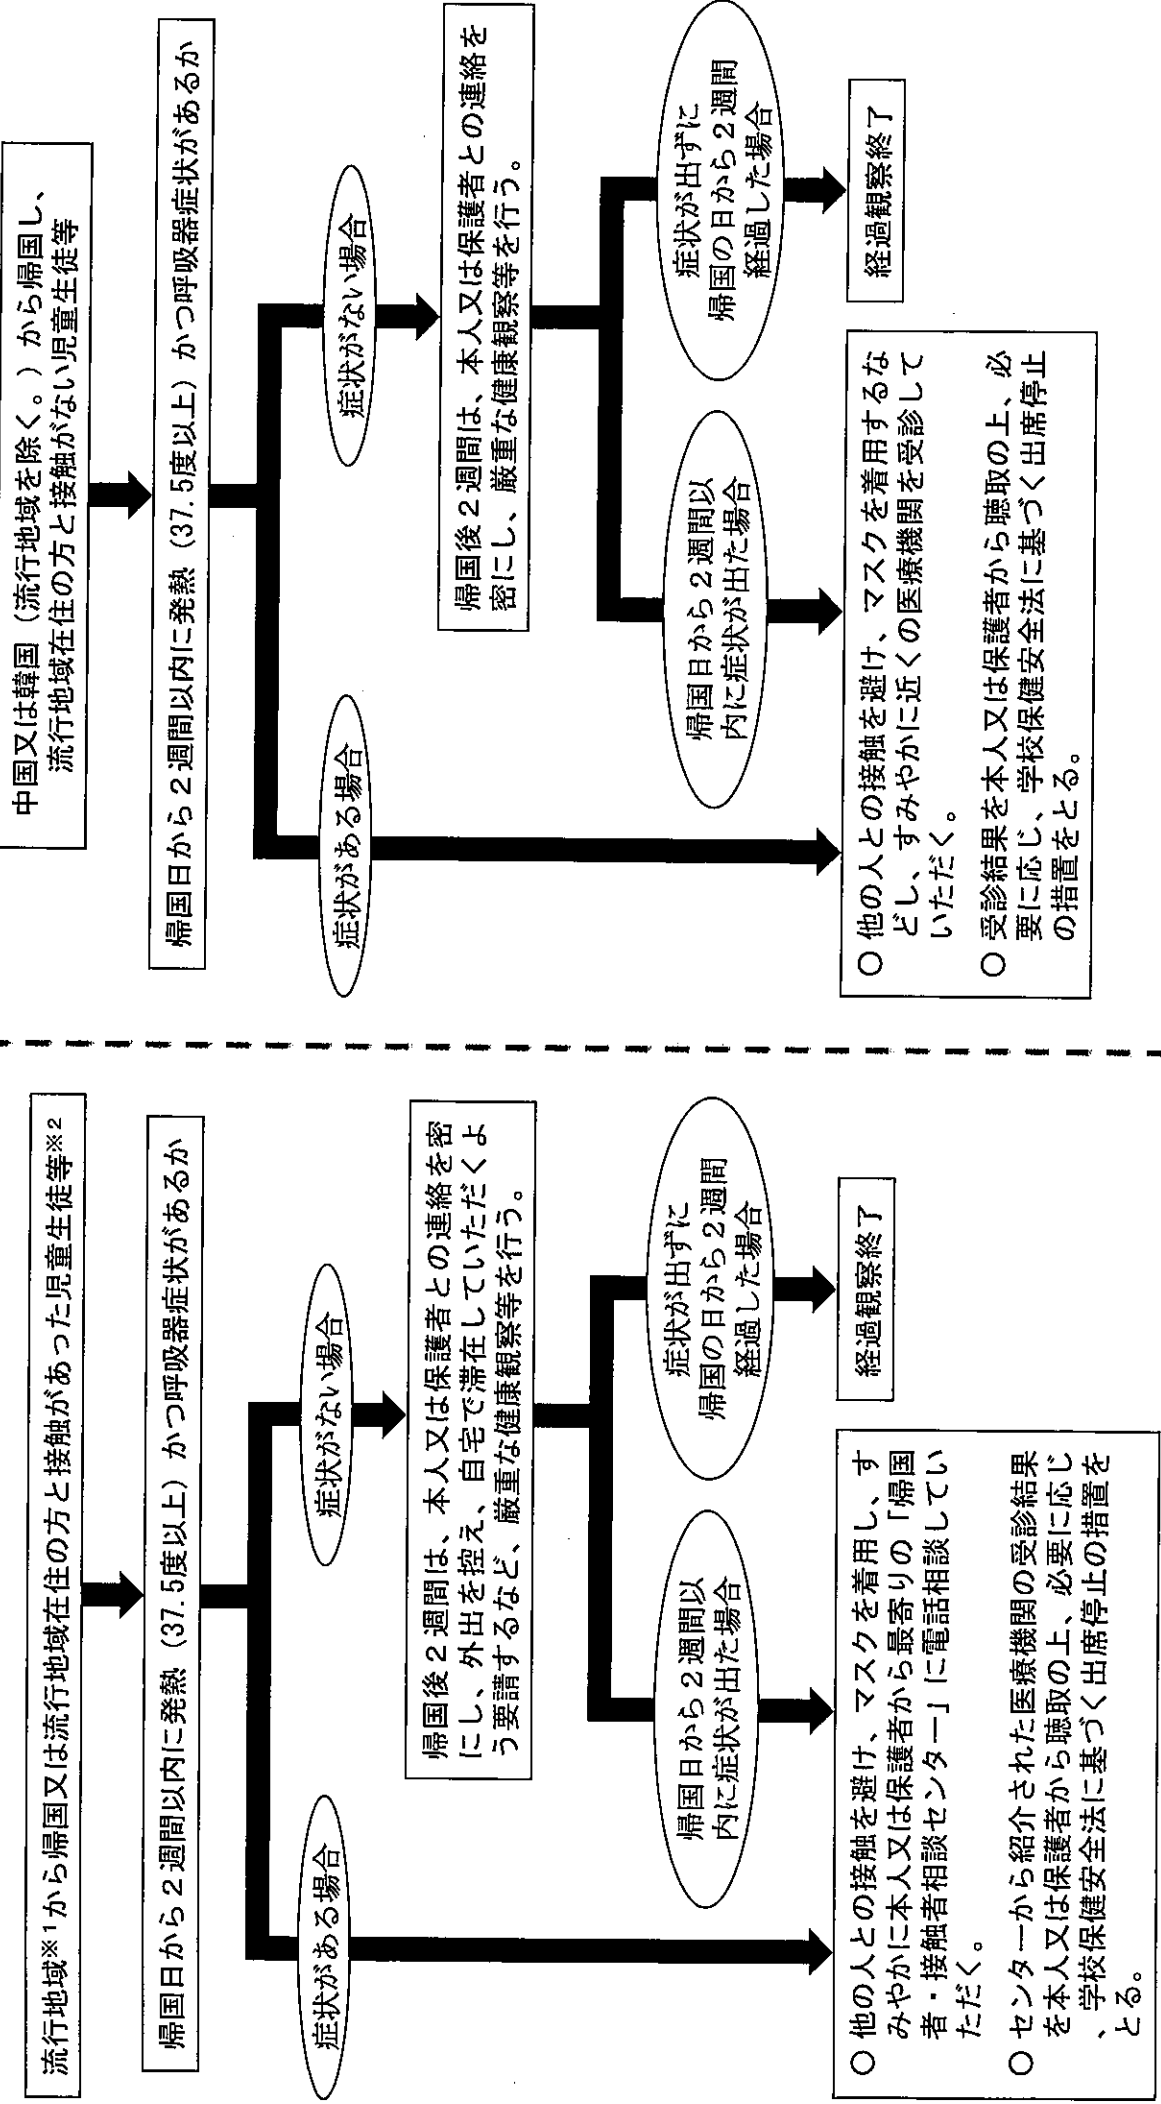 流行地域※1から帰国又は流行地域在住の方と接触があった児童生徒等※2
帰国日から２週間以内に発熱（37.5度以上）かつ呼吸器症状があるか
症状がある場合
症状がない場合
帰国後２週間は、本人又は保護者との連絡を密
にし、外出を控え、自宅で滞在していただくよ
う要請するなど、厳重な健康観察等を行う。
帰国日から２週間以
内に症状が出た場合
症状が出ずに
帰国の日から２週間
経過した場合
○ 他の人との接触を避け、マスクを着用し、す
みやかに本人又は保護者から最寄りの「帰国
者・接触者相談センター」に電話相談してい
ただく。
○ センターから紹介された医療機関の受診結果
を本人又は保護者から聴取の上、必要に応じ
、学校保健安全法に基づく出席停止の措置を
とる。
経過観察終了
中国又は韓国（流行地域を除く。）から帰国し、
流行地域在住の方と接触がない児童生徒等
帰国日から２週間以内に発熱（37.5度以上）かつ呼吸器症状があるか
症状がある場合
症状がない場合
帰国後２週間は、本人又は保護者との連絡を
密にし、厳重な健康観察等を行う。
帰国日から２週間以
内に症状が出た場合
症状が出ずに
帰国の日から２週間
経過した場合
○ 他の人との接触を避け、マスクを着用するな
どし、すみやかに近くの医療機関を受診して
いただく。
○ 受診結果を本人又は保護者から聴取の上、必
要に応じ、学校保健安全法に基づく出席停止
の措置をとる。
経過観察終了